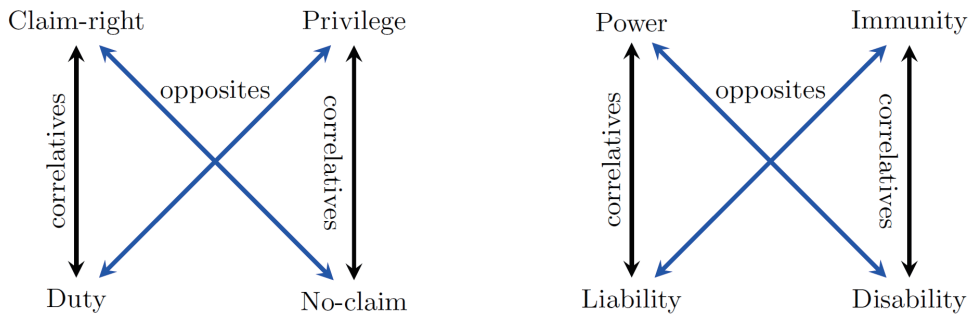 Claim-right
Privilege
opposites
correlatives
correlatives
Duty
No-claim
Power
Immunity
opposites
correlatives
correlatives
Liability
Disability